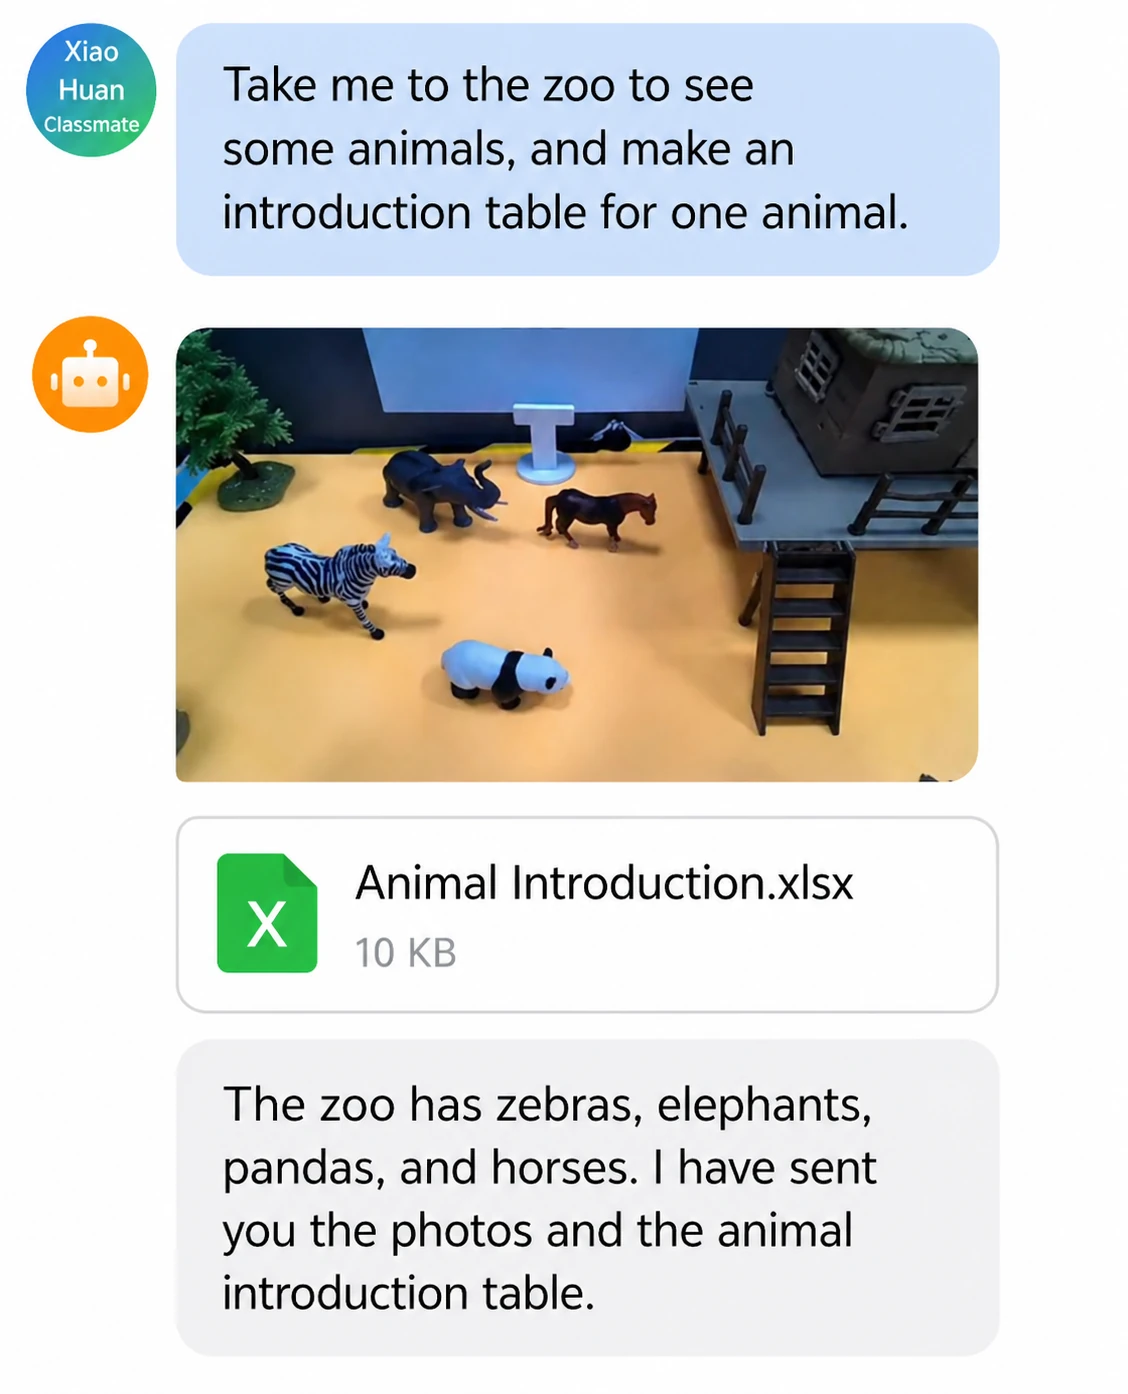 Xiao
Huan
Classmate
Take me to the zoo to see
some animals, and make an
introduction table for one animal.
X
Animal Introduction.xlsx
10 KB
The zoo has zebras, elephants,
pandas, and horses. I have sent
you the photos and the animal
introduction table.